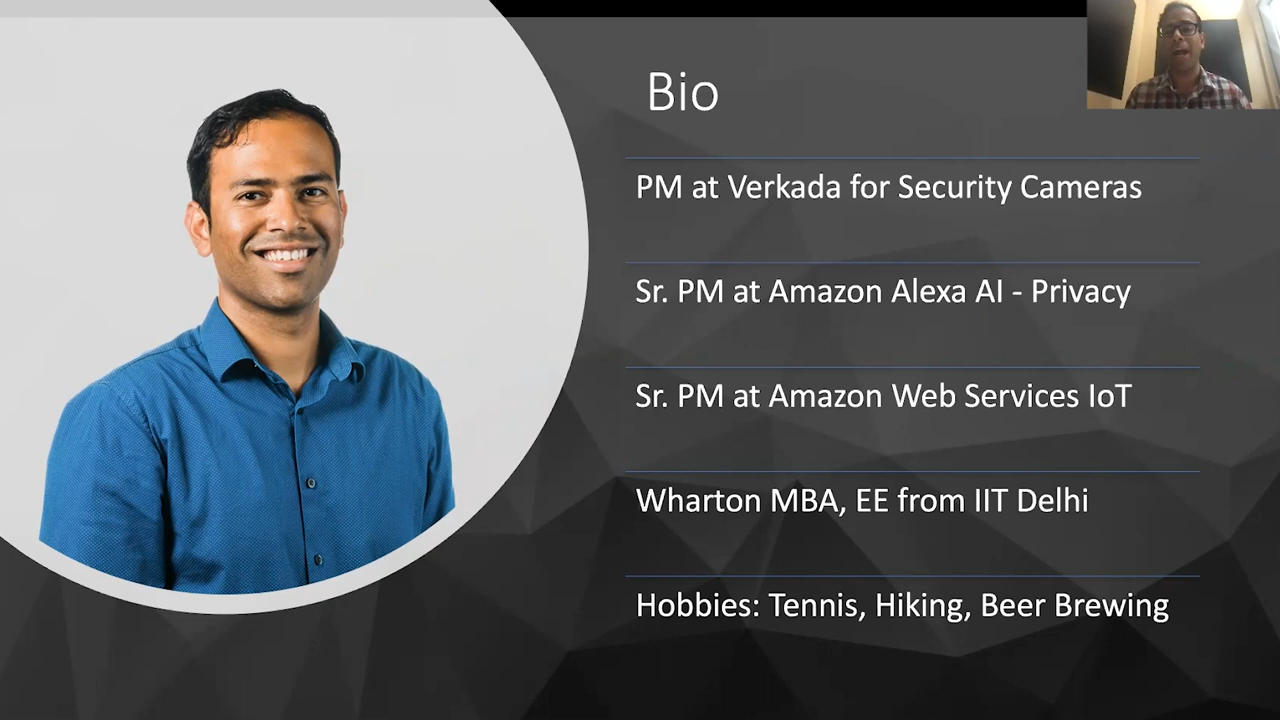 Bio
PM at Verkada for Security Cameras
Sr. PM at Amazon Alexa AI - Privacy
Sr. PM at Amazon Web Services IoT
Wharton MBA, EE from IIT Delhi
Hobbies: Tennis, Hiking, Beer Brewing